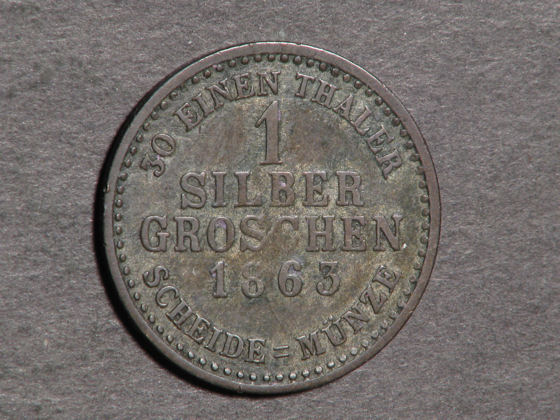 30 EINEN THALER
1
SILBER
GROSCHEN
1863
SCHEIDE = MÜNZE